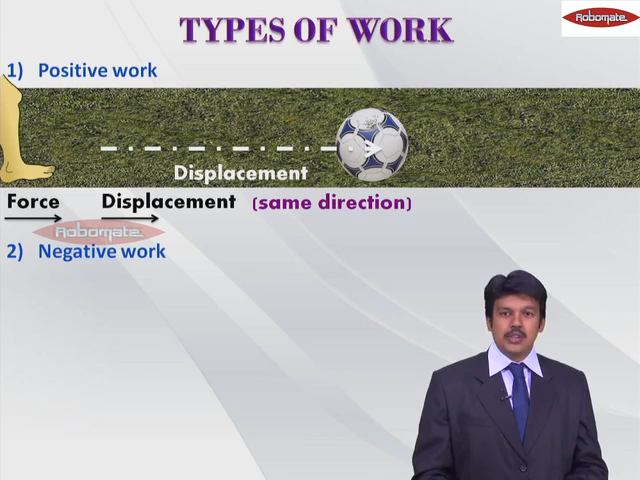 TYPES OF WORK
Robomate
1) Positive work
Displacement
Force Displacement (same direction)
Robomate
2) Negative work